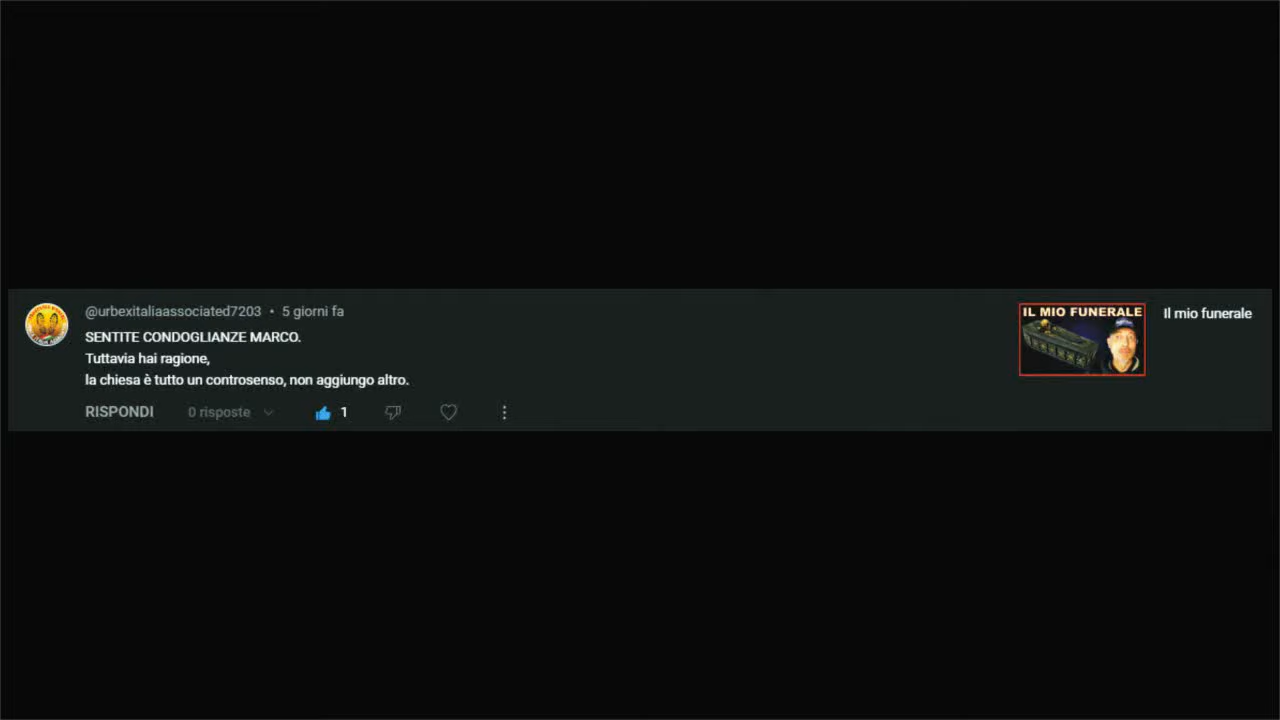 @urbexitaliaassociated7203 • 5 giorni fa
SENTITE CONDOGLIANZE MARCO.
Tuttavia hai ragione,
la chiesa è tutto un controsenso, non aggiungo altro.
RISPONDI 0 risposte 1
IL MIO FUNERALE
Il mio funerale